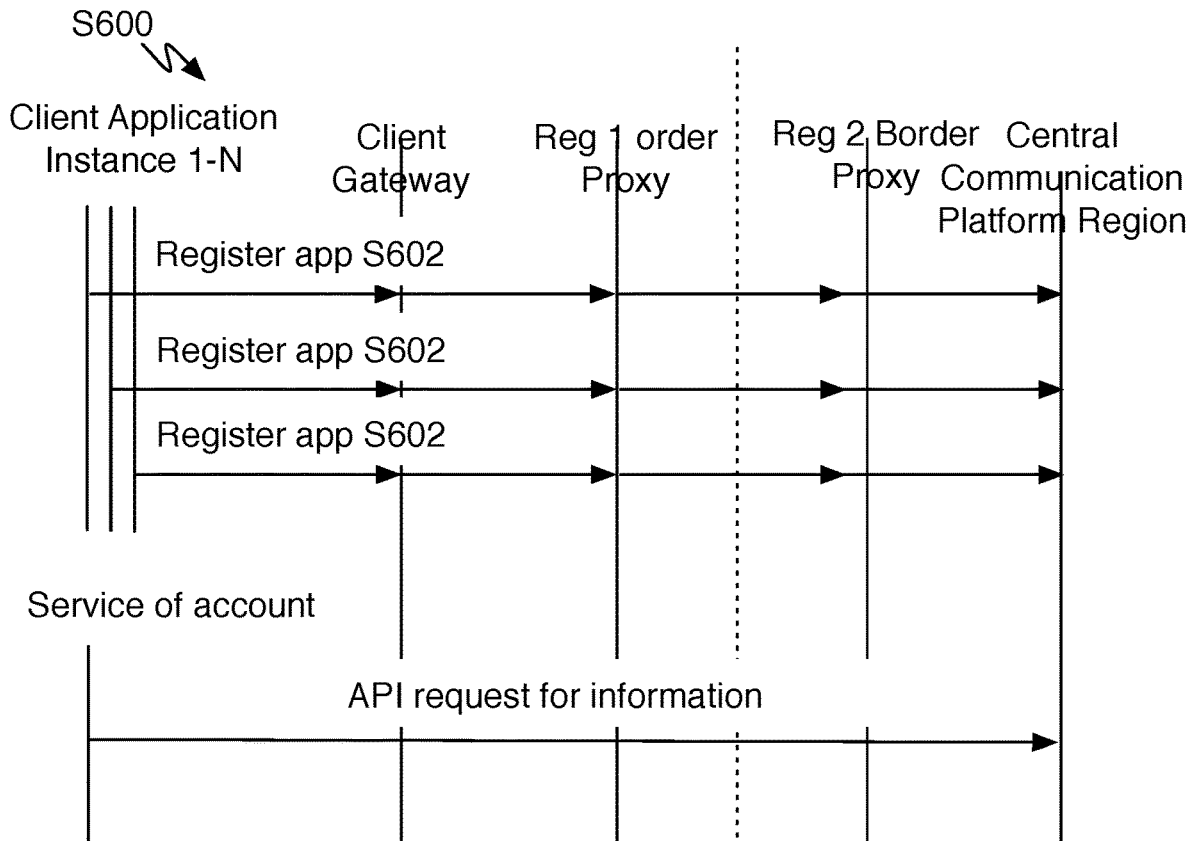 S600
Client Application
Instance 1-N
Client
Gateway
Reg 1 order
Proxy
Reg 2 Border
Proxy
Central
Communication
Platform Region
Register app S602
Register app S602
Register app S602
Service of account
API request for information